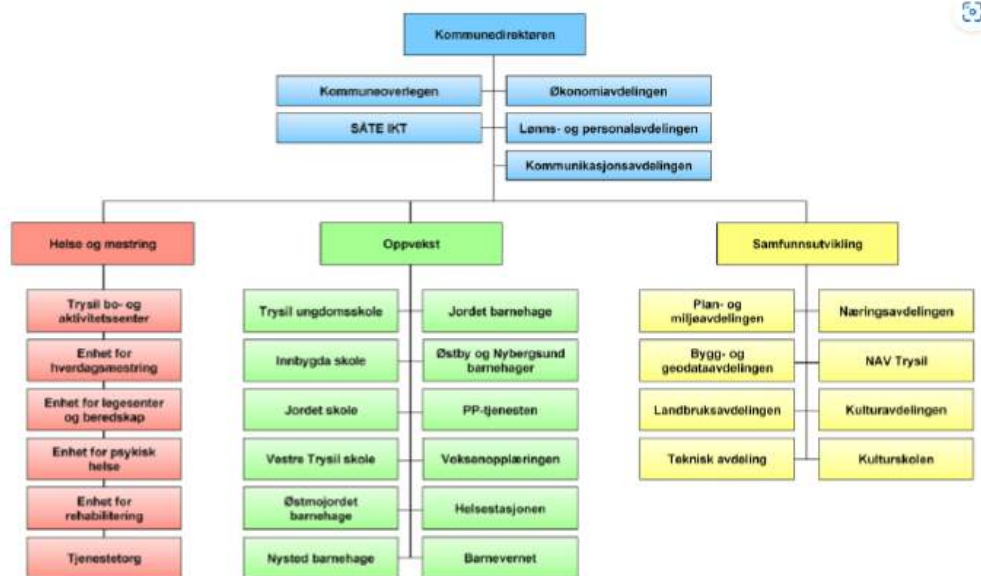 Kommunedirektøren
Kommuneoverlegen
Økonomiavdelingen
SÅTE IKT
Lønns- og personalavdelingen
Kommunikasjonsavdelingen
Helse og mestring
Oppvekst
Samfunnsutvikling
Trysil bo- og
aktivitetssenter
Enhet for
hverdagsmestring
Enhet for legesenter
og beredskap
Enhet for psykisk
helse
Enhet for
rehabilitering
Tjenestetorg
Trysil ungdomsskole
Jordet barnehage
Innbygda skole
Østby og Nybergsund
barnehager
Jordet skole
PP-tjenesten
Vestre Trysil skole
Voksenopplæringen
Østmojordet
barnehage
Helsestasjonen
Nysted barnehage
Barnevernet
Plan- og
miljøavdelingen
Næringsavdelingen
Bygg- og
geodataavdelingen
NAV Trysil
Landbruksavdelingen
Kulturavdelingen
Teknisk avdeling
Kulturskolen